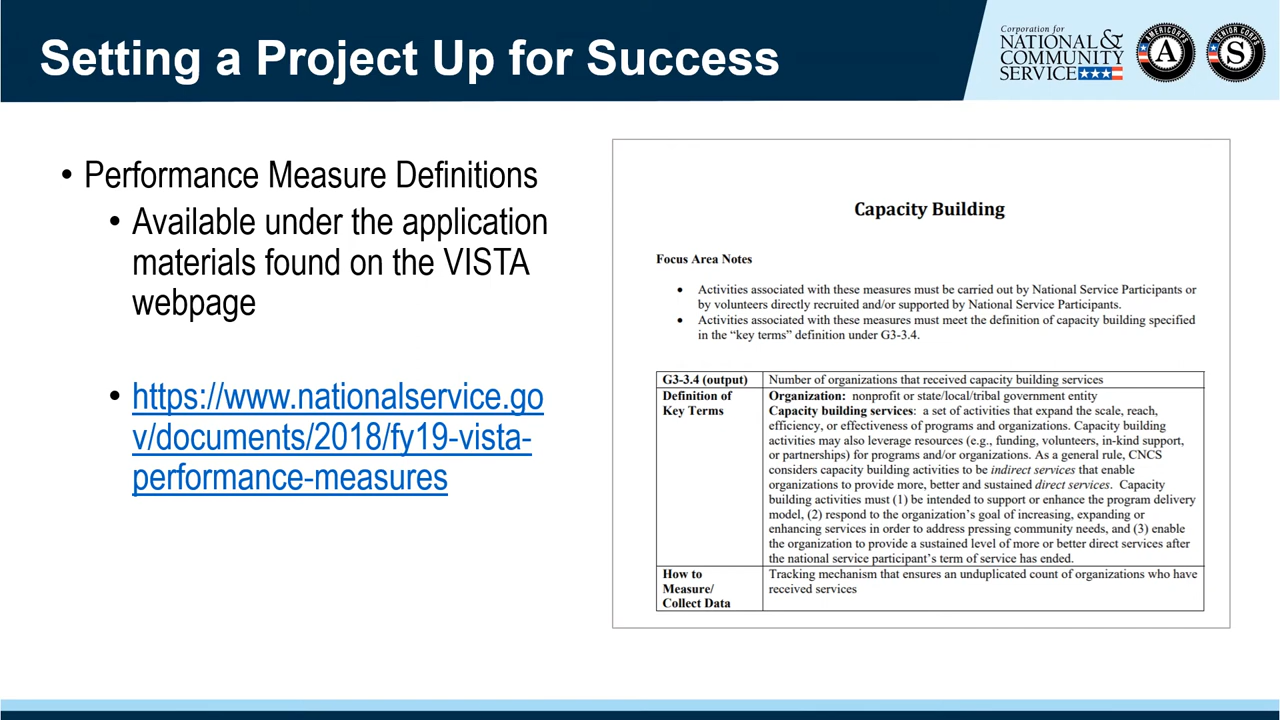 Setting a Project Up for Success
Corporation for
NATIONAL &
COMMUNITY
SERVICE
AMERICORPS
A
SENIOR CORPS
S
• Performance Measure Definitions
• Available under the application
materials found on the VISTA
webpage
• https://www.nationalservice.go
v/documents/2018/fy19-vista-
performance-measures
Capacity Building
Focus Area Notes
• Activities associated with these measures must be carried out by National Service Participants or
by volunteers directly recruited and/or supported by National Service Participants.
• Activities associated with these measures must meet the definition of capacity building specified
in the “key terms” definition under G3-3.4.
G3-3.4 (output) Number of organizations that received capacity building services
Definition of
Key Terms
Organization: nonprofit or state/local/tribal government entity
Capacity building services: a set of activities that expand the scale, reach,
efficiency, or effectiveness of programs and organizations. Capacity building
activities may also leverage resources (e.g., funding, volunteers, in-kind support,
or partnerships) for programs and/or organizations. As a general rule, CNCS
considers capacity building activities to be indirect services that enable
organizations to provide more, better and sustained direct services. Capacity
building activities must (1) be intended to support or enhance the program delivery
model, (2) respond to the organization’s goal of increasing, expanding or
enhancing services in order to address pressing community needs, and (3) enable
the organization to provide a sustained level of more or better direct services after
the national service participant’s term of service has ended.
How to
Measure/
Collect Data
Tracking mechanism that ensures an unduplicated count of organizations who have
received services